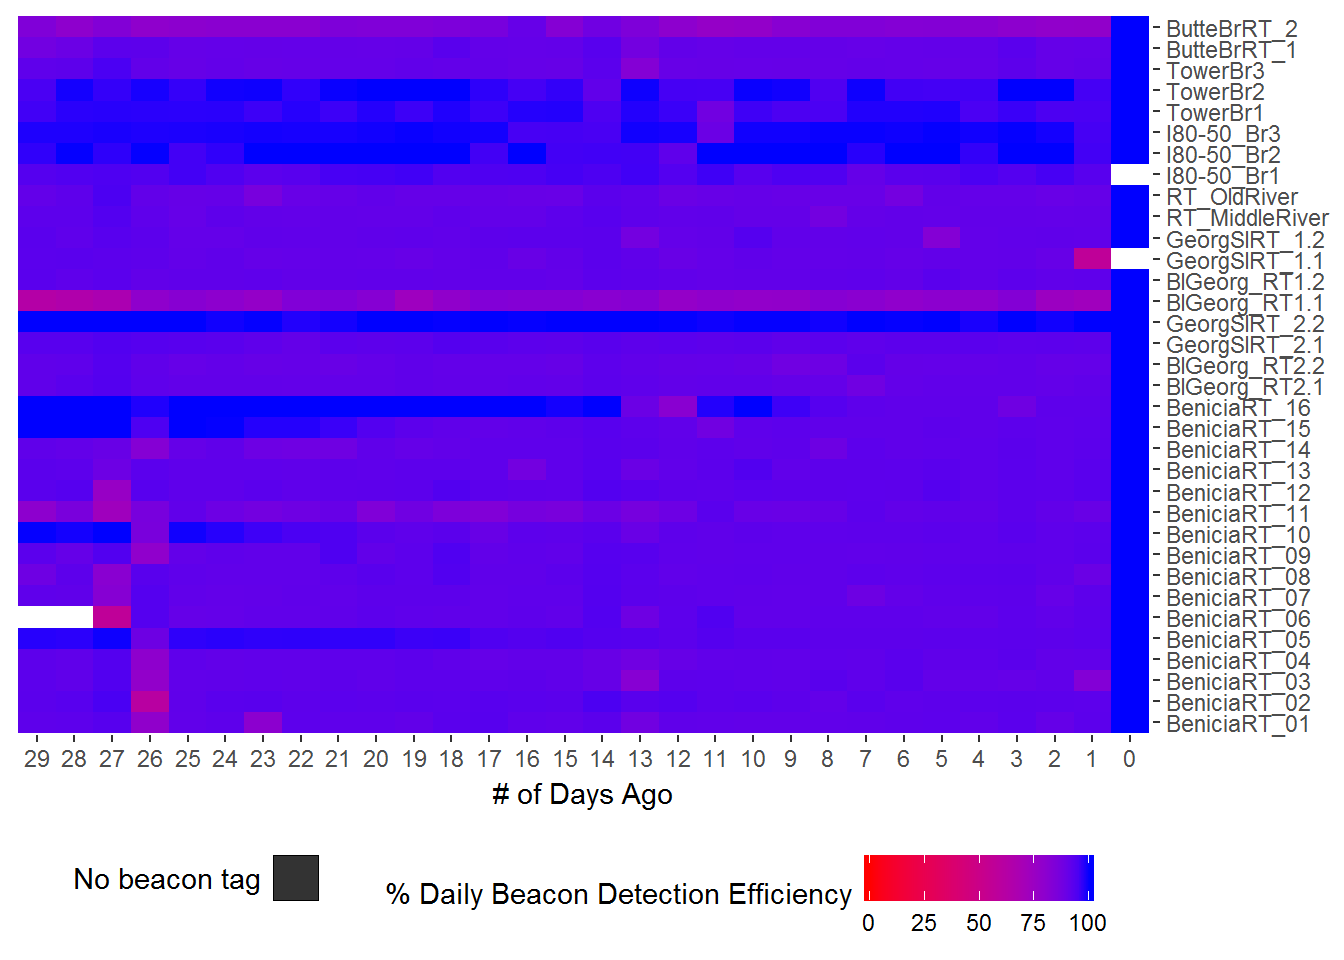 ButteBrRT_2
ButteBrRT_1
TowerBr3
TowerBr2
TowerBr1
I80-50_Br3
I80-50_Br2
I80-50_Br1
RT_OldRiver
RT_MiddleRiver
GeorgSlRT_1.2
GeorgSlRT_1.1
BlGeorg_RT1.2
BlGeorg_RT1.1
GeorgSlRT_2.2
GeorgSlRT_2.1
BlGeorg_RT2.2
BlGeorg_RT2.1
BeniciaRT_16
BeniciaRT_15
BeniciaRT_14
BeniciaRT_13
BeniciaRT_12
BeniciaRT_11
BeniciaRT_10
BeniciaRT_09
BeniciaRT_08
BeniciaRT_07
BeniciaRT_06
BeniciaRT_05
BeniciaRT_04
BeniciaRT_03
BeniciaRT_02
BeniciaRT_01
29 28 27 26 25 24 23 22 21 20 19 18 17 16 15 14 13 12 11 10 9 8 7 6 5 4 3 2 1 0
# of Days Ago
No beacon tag
% Daily Beacon Detection Efficiency
0 25 50 75 100